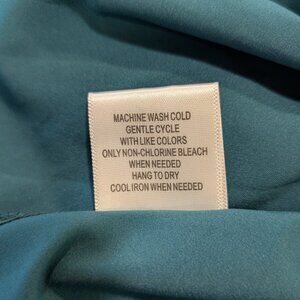 MACHINE WASH COLD
GENTLE CYCLE
WITH LIKE COLORS
ONLY NON-CHLORINE BLEACH
WHEN NEEDED
HANG TO DRY
COOL IRON WHEN NEEDED